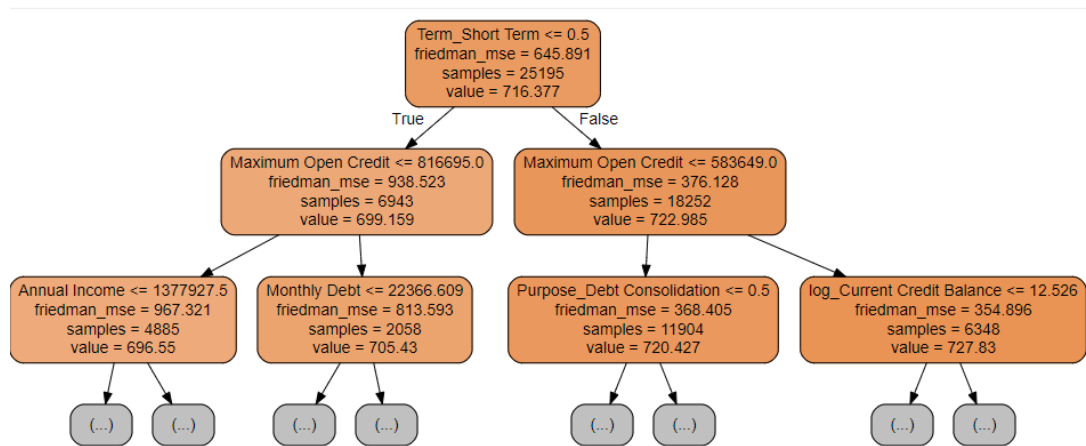 Term_Short Term <= 0.5
friedman_mse = 645.891
samples = 25195
value = 716.377
True
False
Maximum Open Credit <= 816695.0
friedman_mse = 938.523
samples = 6943
value = 699.159
Maximum Open Credit <= 583649.0
friedman_mse = 376.128
samples = 18252
value = 722.985
Annual Income <= 1377927.5
friedman_mse = 967.321
samples = 4885
value = 696.55
Monthly Debt <= 22366.609
friedman_mse = 813.593
samples = 2058
value = 705.43
Purpose_Debt Consolidation <= 0.5
friedman_mse = 368.405
samples = 11904
value = 720.427
log_Current Credit Balance <= 12.526
friedman_mse = 354.896
samples = 6348
value = 727.83
(...)
(...)
(...)
(...)
(...)
(...)
(...)
(...)